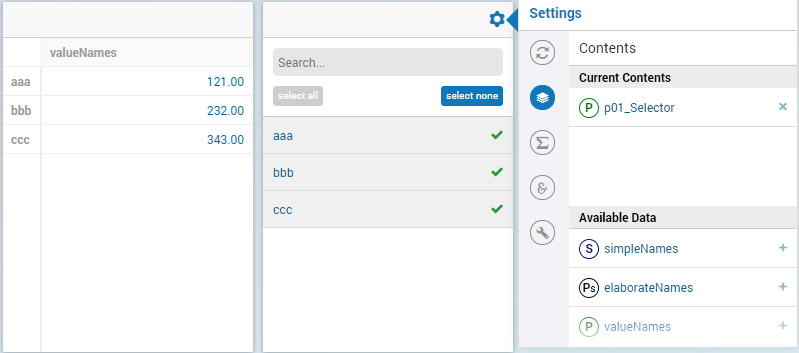 valueNames
aaa 121.00
bbb 232.00
ccc 343.00
Search...
select all select none
aaa
bbb
ccc
Settings
Contents
Current Contents
P p01_Selector ×
Available Data
S simpleNames +
Ps elaborateNames +
P valueNames +
Σ
&